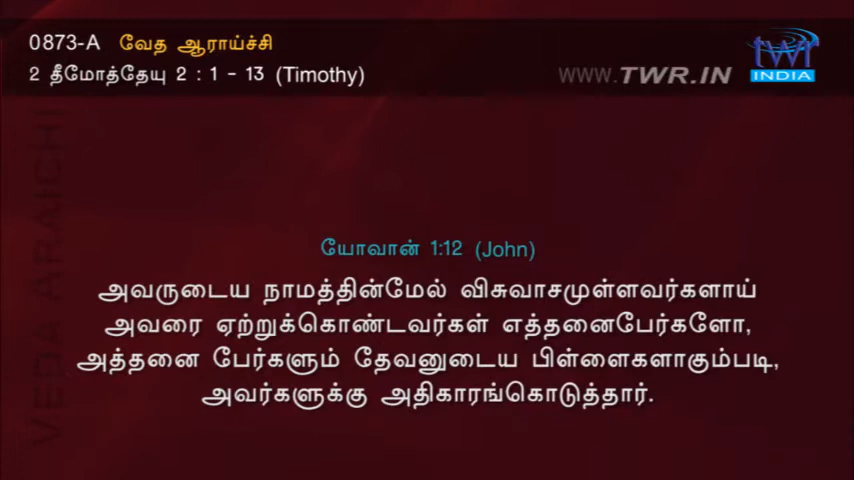 0873-A வேத ஆராய்ச்சி
2 தீமோத்தேயு 2 : 1 - 13 (Timothy)
WWW.TWR.IN
twr
INDIA
VEDA ARAICHI
யோவான் 1:12 (John)
அவருடைய நாமத்தின்மேல் விசுவாசமுள்ளவர்களாய்
அவரை ஏற்றுக்கொண்டவர்கள் எத்தனைபேர்களோ,
அத்தனை பேர்களும் தேவனுடைய பிள்ளைகளாகும்படி,
அவர்களுக்கு அதிகாரங்கொடுத்தார்.